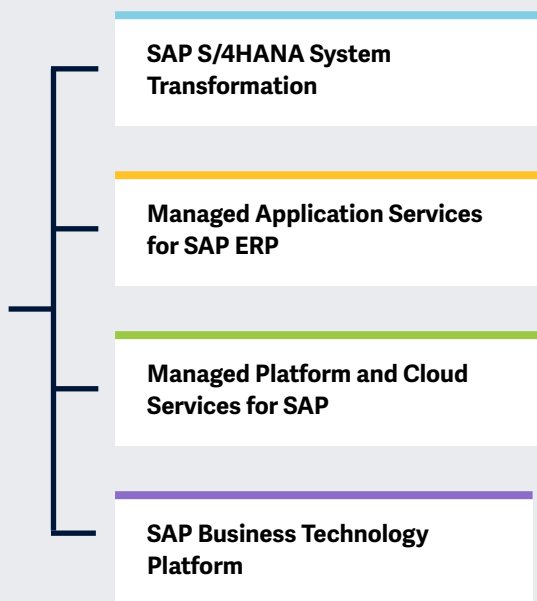 SAP S/4HANA System
Transformation
Managed Application Services
for SAP ERP
Managed Platform and Cloud
Services for SAP
SAP Business Technology
Platform